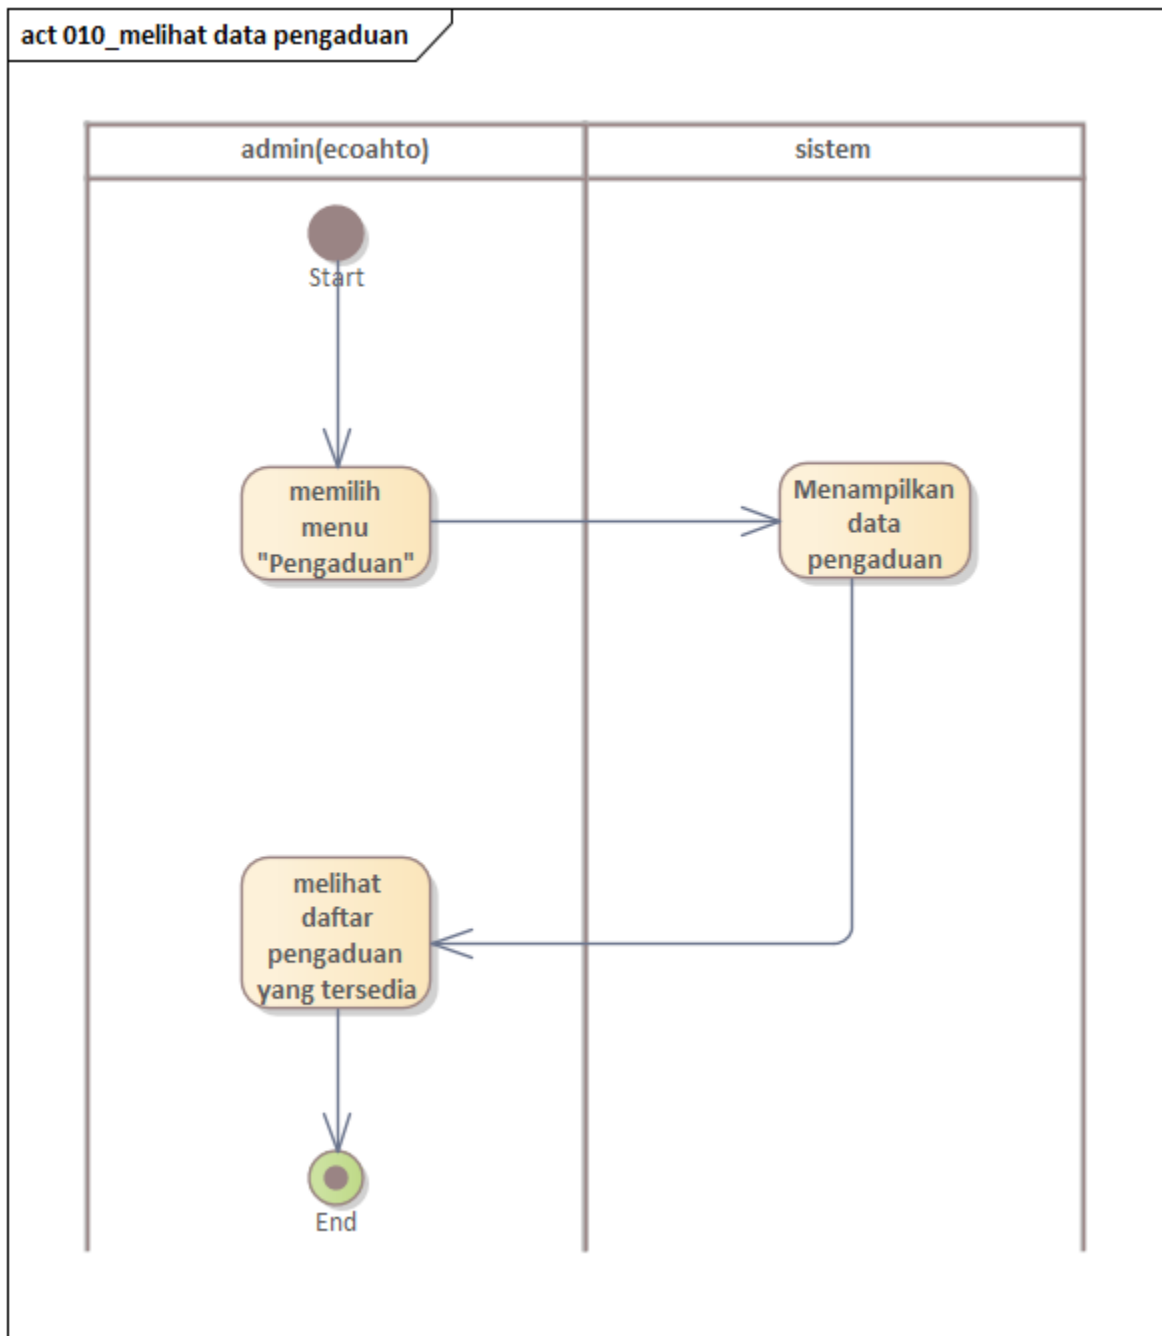 act 010_melihat data pengaduan
admin(ecoahto)
sistem
Start
memilih
menu
"Pengaduan"
Menampilkan
data
pengaduan
melihat
daftar
pengaduan
yang tersedia
End